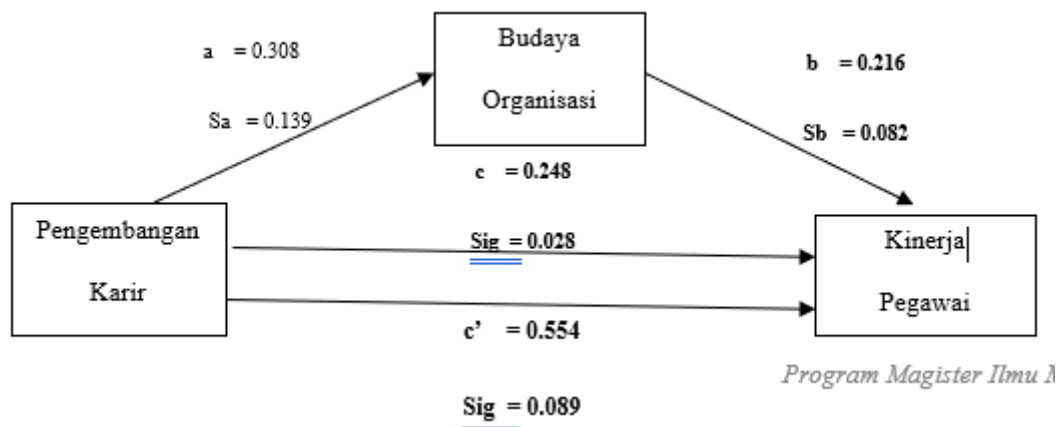 Budaya
Organisasi
a = 0.308
Sa = 0.139
b = 0.216
Sb = 0.082
c = 0.248
Sig = 0.028
Pengembangan
Karir
Kinerja
Pegawai
c’ = 0.554
Sig = 0.089
Program Magister Ilmu M